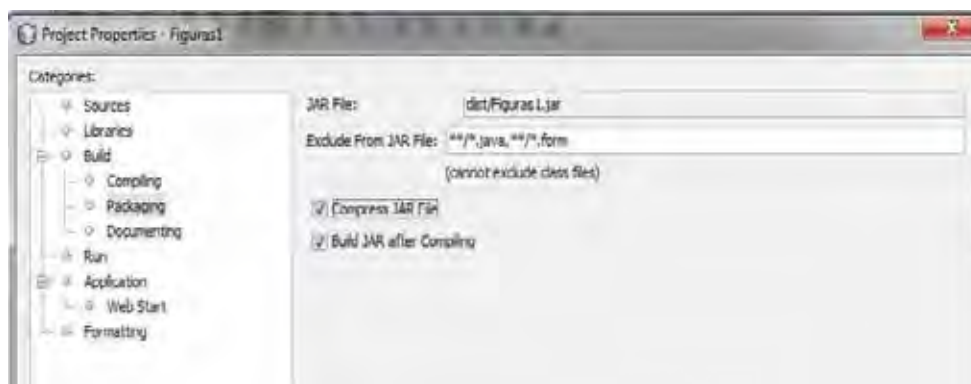 Project Properties - Figuras1
Categories:
Sources
Libraries
Build
Compiling
Packaging
Documenting
Run
Application
Web Start
Formatting
JAR File: dist/Figuras1.jar
Exclude From JAR File: **/*.java,**/*.form
(cannot exclude class files)
Compress JAR File
Build JAR after Compiling